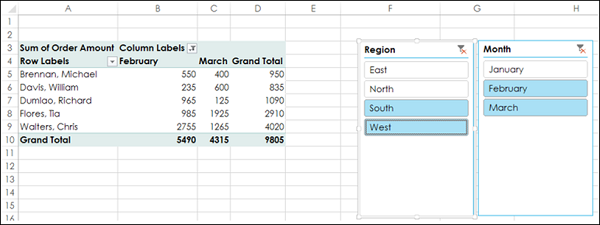 A B C D E F G H
1
2
3 Sum of Order Amount Column Labels
4 Row Labels February March Grand Total
5 Brennan, Michael 550 400 950
6 Davis, William 235 600 835
7 Dumlao, Richard 965 125 1090
8 Flores, Tia 985 1925 2910
9 Walters, Chris 2755 1265 4020
10 Grand Total 5490 4315 9805
11
12
13
14
15
16
Region
East
North
South
West
Month
January
February
March